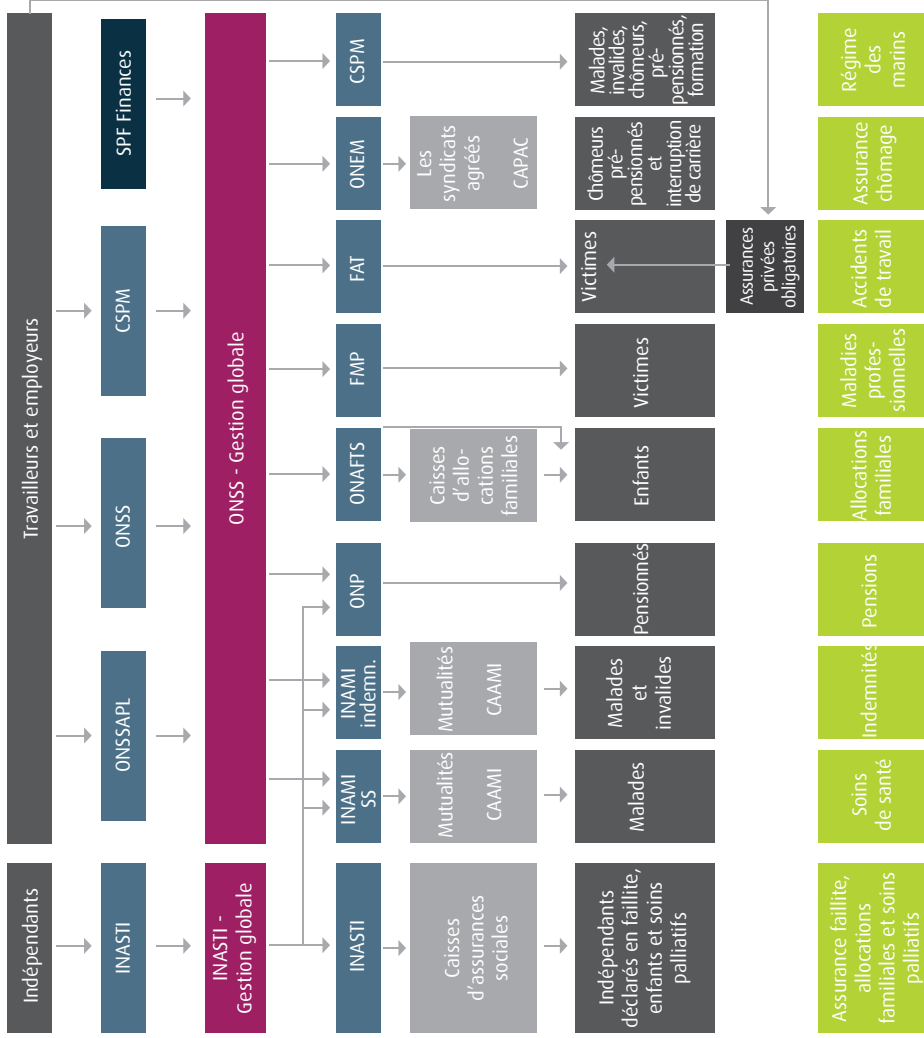 Indépendants
Travailleurs et employeurs
INASTI
ONSSAPL
ONSS
CSPM
SPF Finances
INASTI -
Gestion globale
ONSS - Gestion globale
INASTI
INAMI
SS
INAMI
indemn.
ONP
ONAFTS
FMP
FAT
ONEM
CSPM
Caisses
d'assurances
sociales
Mutualités
CAAMI
Mutualités
CAAMI
Caisses
d'allo-
cations
familiales
Les
syndicats
agréés
CAPAC
Indépendants
déclarés en faillite,
enfants et soins
palliatifs
Malades
Malades
et
invalides
Pensionnés
Enfants
Victimes
Victimes
Chômeurs
pré-
pensionnés
et
interruption
de carrière
Malades,
invalides,
chômeurs,
pré-
pensionnés,
formation
Assurances
privées
obligatoires
Assurance faillite,
allocations
familiales et soins
palliatifs
Soins
de santé
Indemnités
Pensions
Allocations
familiales
Maladies
profes-
sionnelles
Accidents
de travail
Assurance
chômage
Régime
des
marins